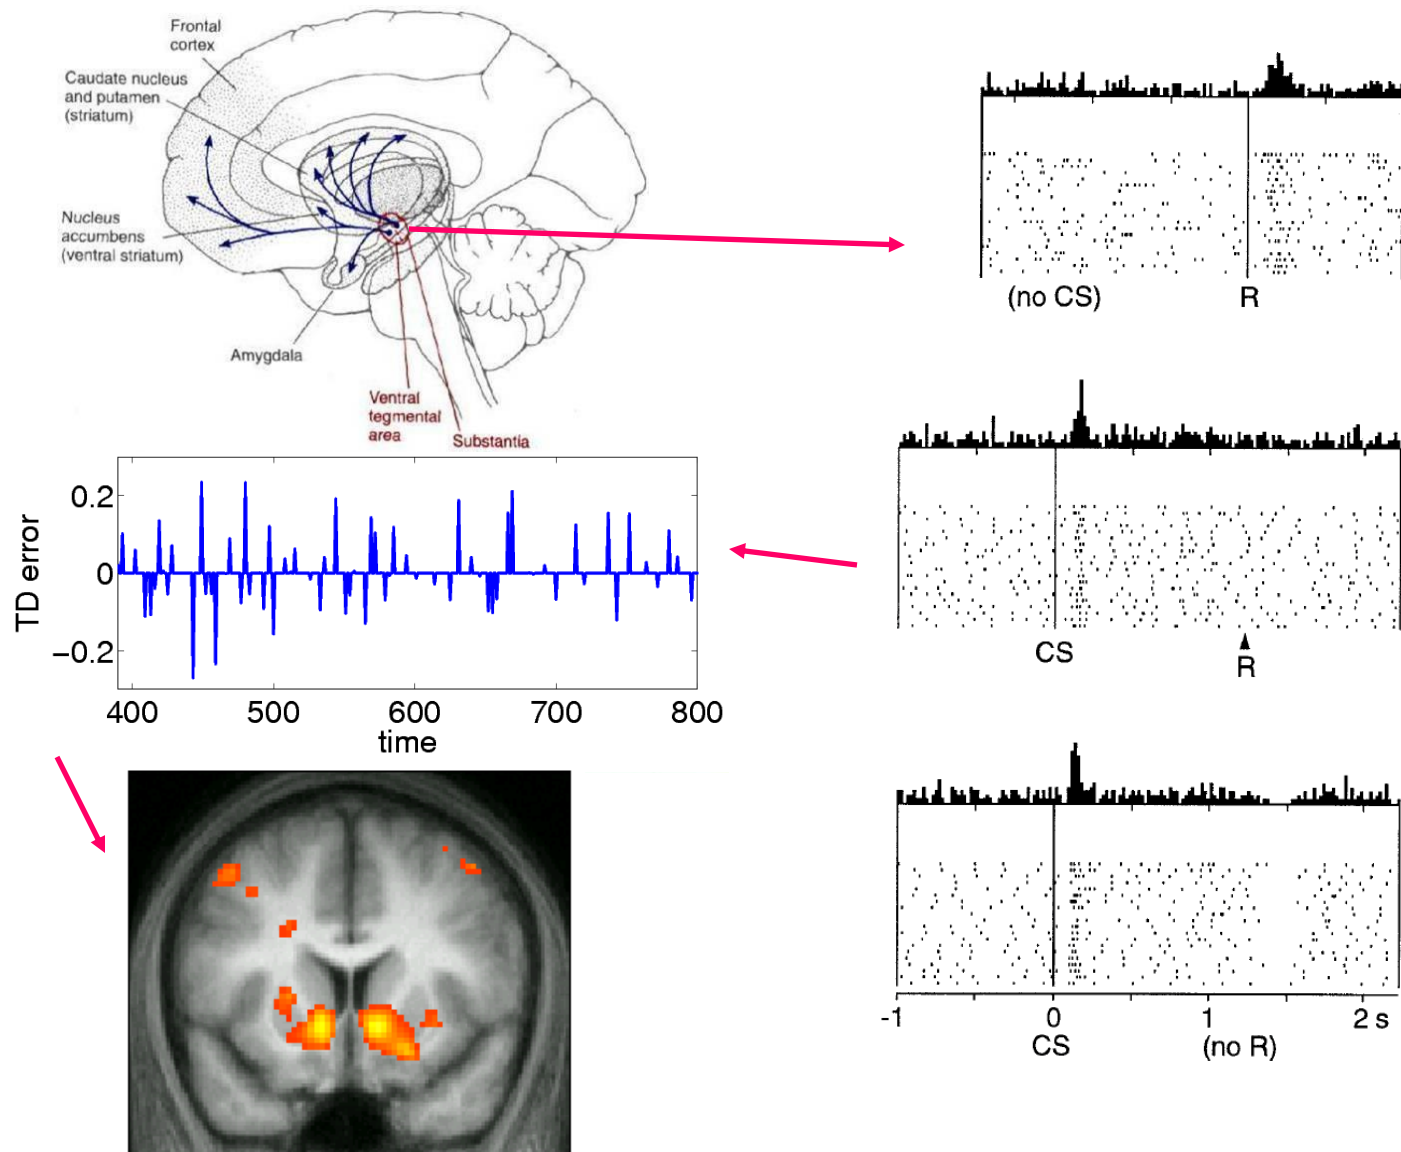 Frontal
cortex
Caudate nucleus
and putamen
(striatum)
Nucleus
accumbens
(ventral striatum)
Amygdala
Ventral
tegmental
area
Substantia
(no CS)
R
CS
R
-1
0
1
2 s
CS
(no R)
TD error
0.2
0
−0.2
400
500
600
700
800
time